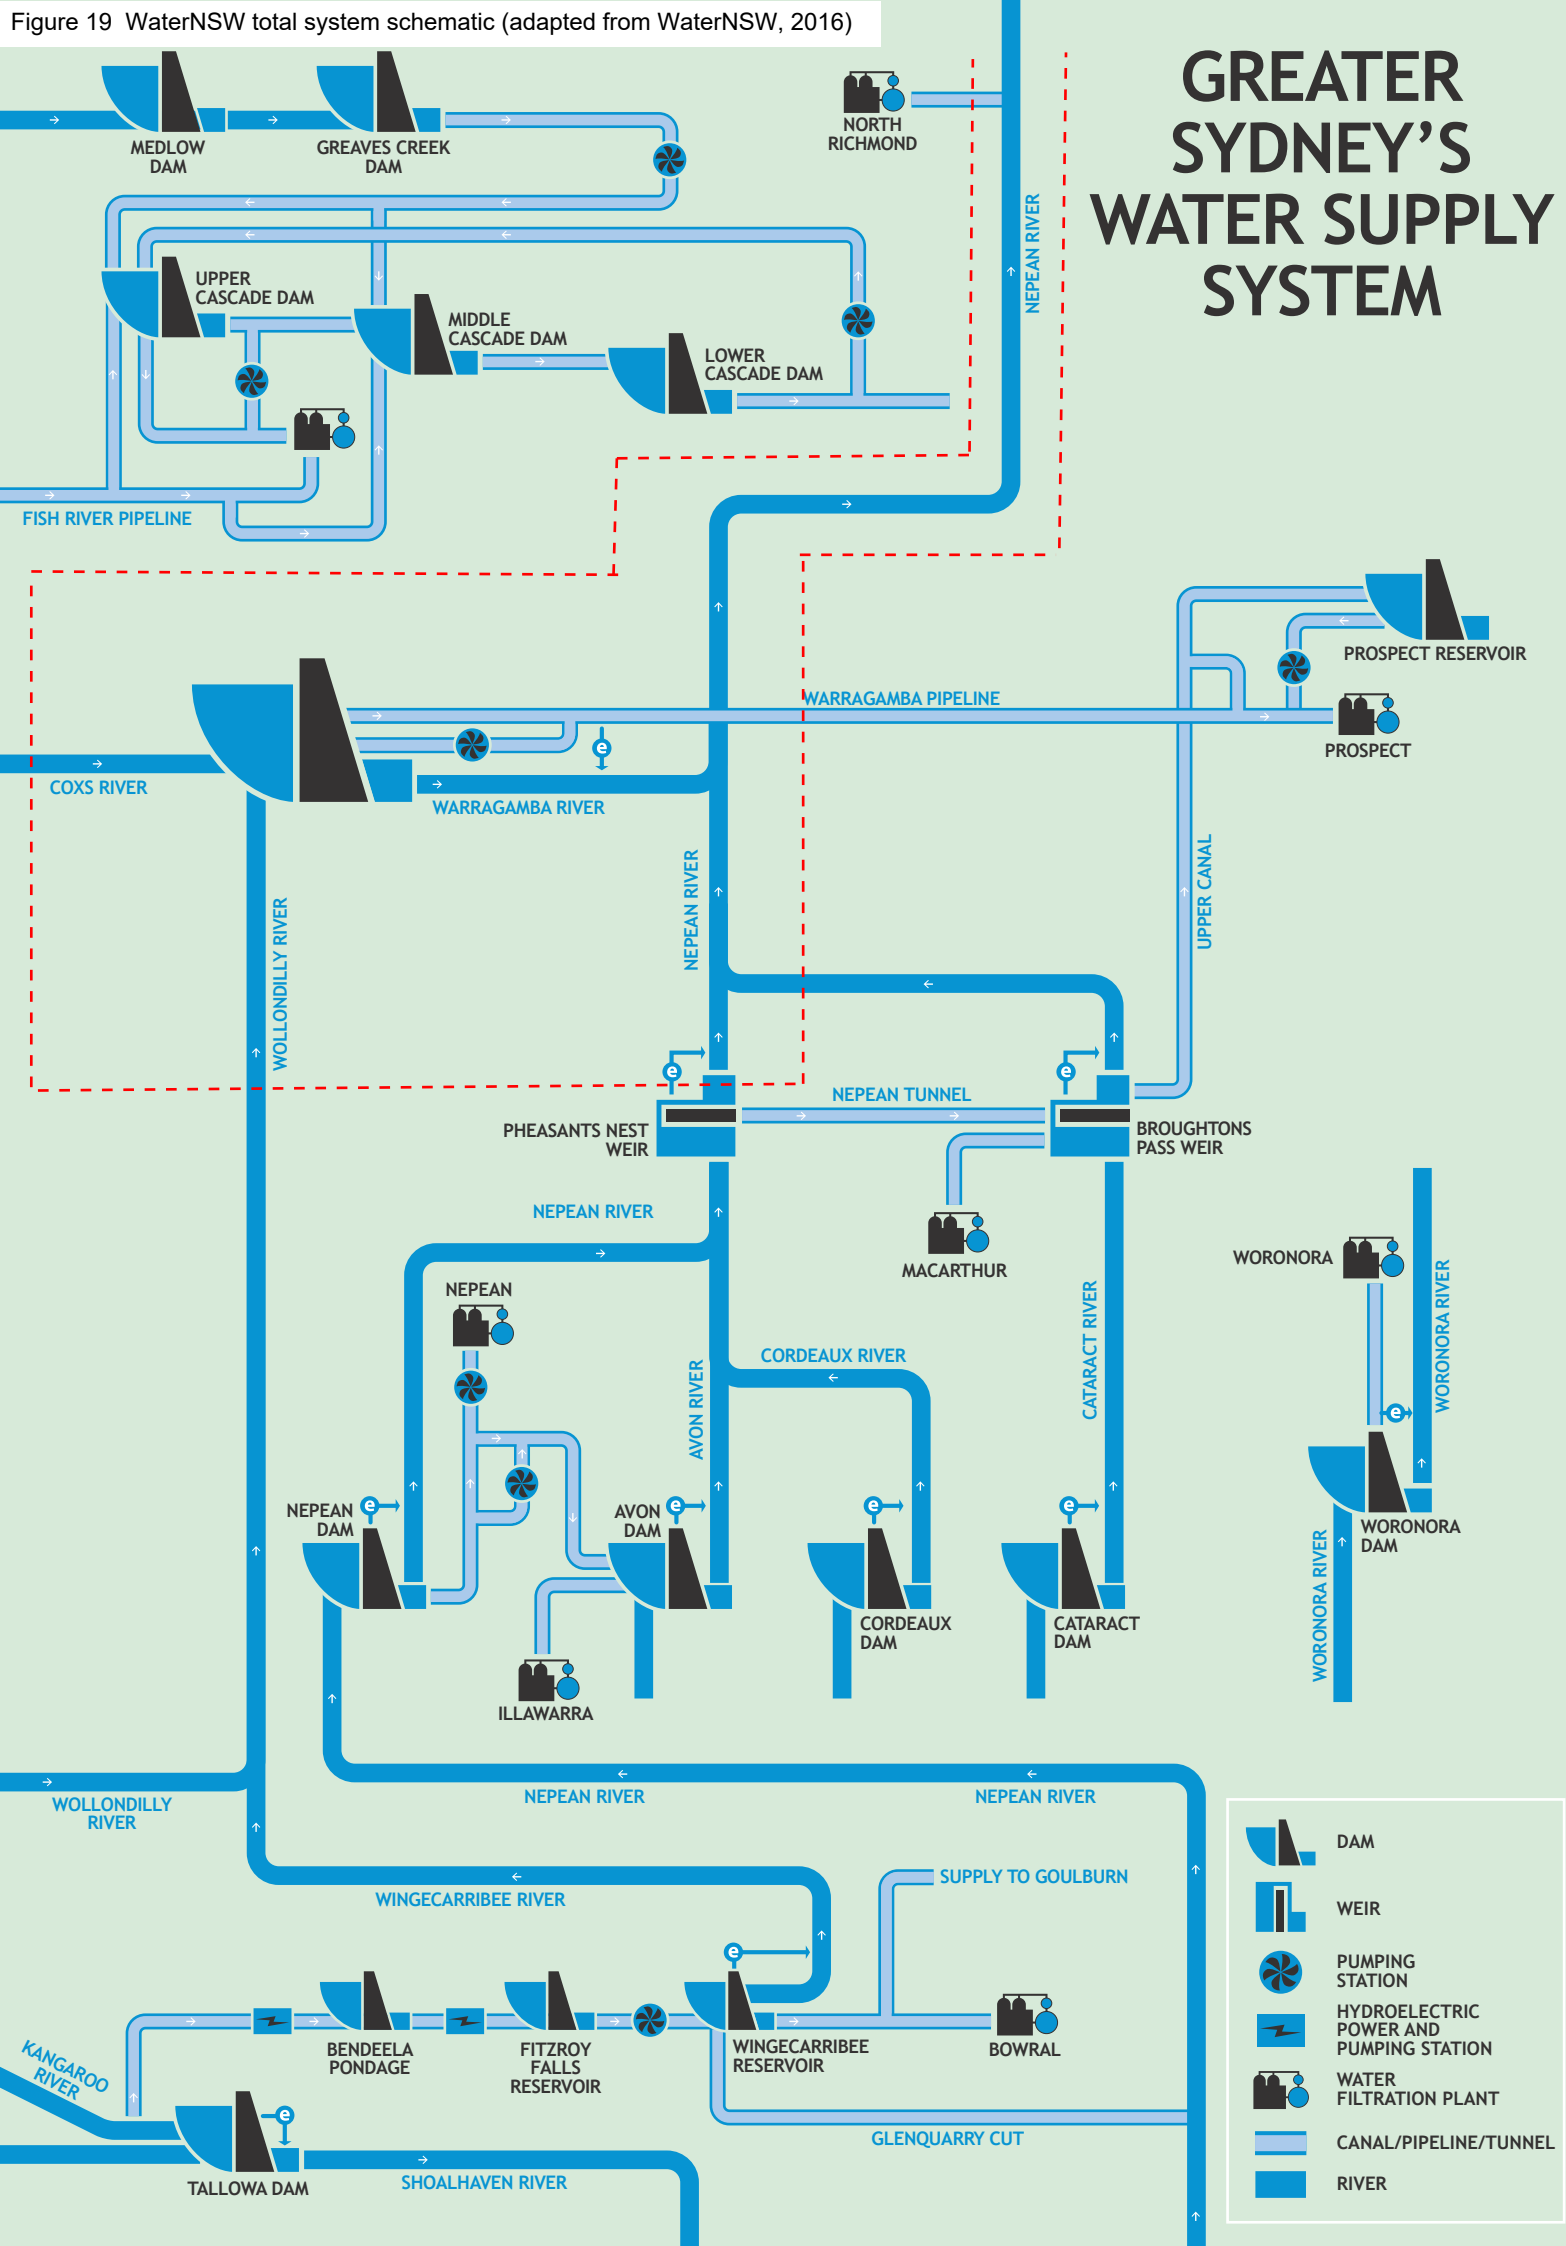 Figure 19  WaterNSW total system schematic (adapted from WaterNSW, 2016)
GREATER
SYDNEY’S
WATER SUPPLY
SYSTEM
MEDLOW
DAM
GREAVES CREEK
DAM
NORTH
RICHMOND
NEPEAN RIVER
UPPER
CASCADE DAM
MIDDLE
CASCADE DAM
LOWER
CASCADE DAM
FISH RIVER PIPELINE
PROSPECT RESERVOIR
WARRAGAMBA PIPELINE
PROSPECT
e
COXS RIVER
WARRAGAMBA RIVER
NEPEAN RIVER
UPPER CANAL
WOLLONDILLY RIVER
e
e
NEPEAN TUNNEL
PHEASANTS NEST
WEIR
BROUGHTONS
PASS WEIR
NEPEAN RIVER
MACARTHUR
WORONORA
WORONORA RIVER
NEPEAN
CATARACT RIVER
CORDEAUX RIVER
AVON RIVER
e
NEPEAN
DAM
e
AVON
DAM
e
e
e
WORONORA
DAM
WORONORA RIVER
CORDEAUX
DAM
CATARACT
DAM
ILLAWARRA
WOLLONDILLY
RIVER
NEPEAN RIVER
NEPEAN RIVER
WINGECARRIBEE RIVER
SUPPLY TO GOULBURN
e
BENDEELA
PONDAGE
FITZROY
FALLS
RESERVOIR
WINGECARRIBEE
RESERVOIR
BOWRAL
KANGAROO
RIVER
e
GLENQUARRY CUT
TALLOWA DAM
SHOALHAVEN RIVER
DAM
WEIR
PUMPING
STATION
HYDROELECTRIC
POWER AND
PUMPING STATION
WATER
FILTRATION PLANT
CANAL/PIPELINE/TUNNEL
RIVER